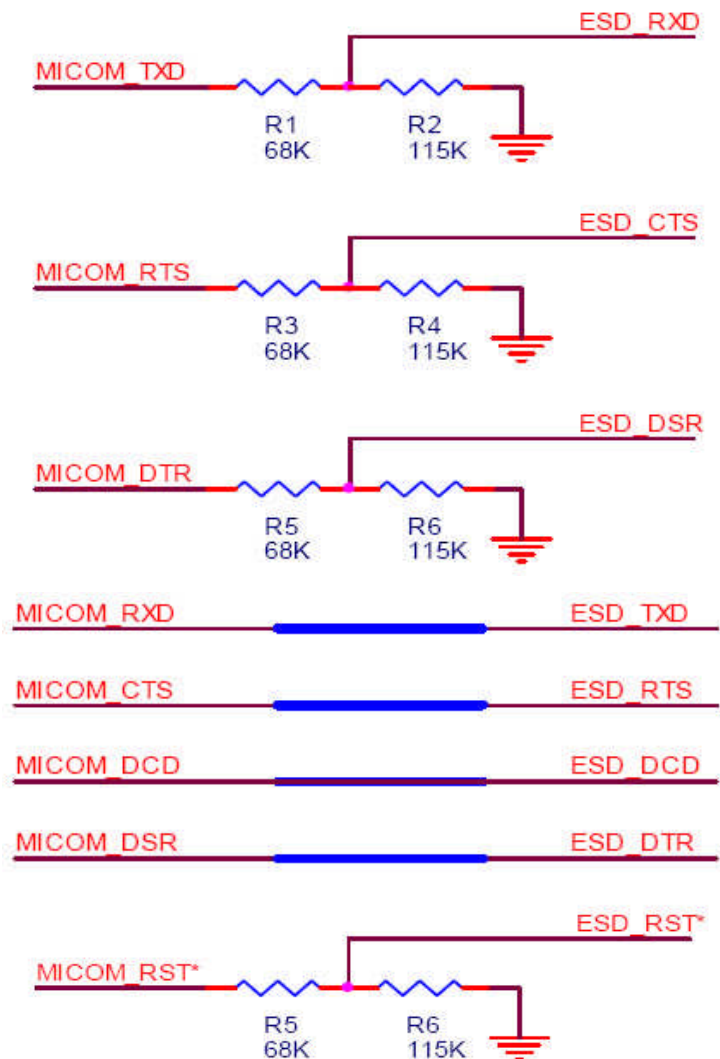 ESD_RXD
MICOM_TXD
R1 R2
68K 115K
ESD_CTS
MICOM_RTS
R3 R4
68K 115K
ESD_DSR
MICOM_DTR
R5 R6
68K 115K
MICOM_RXD ESD_TXD
MICOM_CTS ESD_RTS
MICOM_DCD ESD_DCD
MICOM_DSR ESD_DTR
ESD_RST*
MICOM_RST*
R5 R6
68K 115K